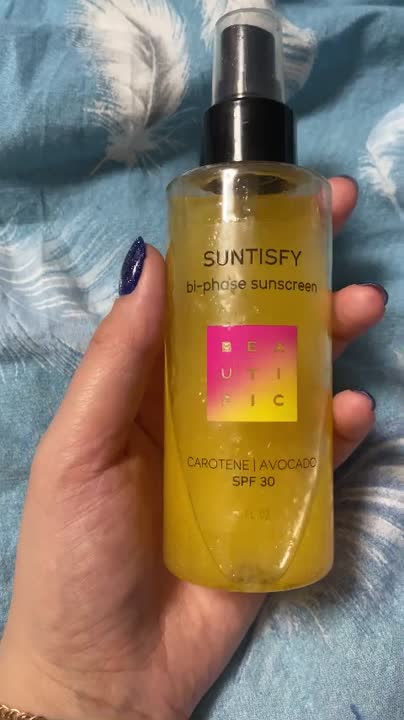 SUNTISFY
bi-phase sunscreen
BEA
UTI
FIC
CAROTENE | AVOCADO
SPF 30